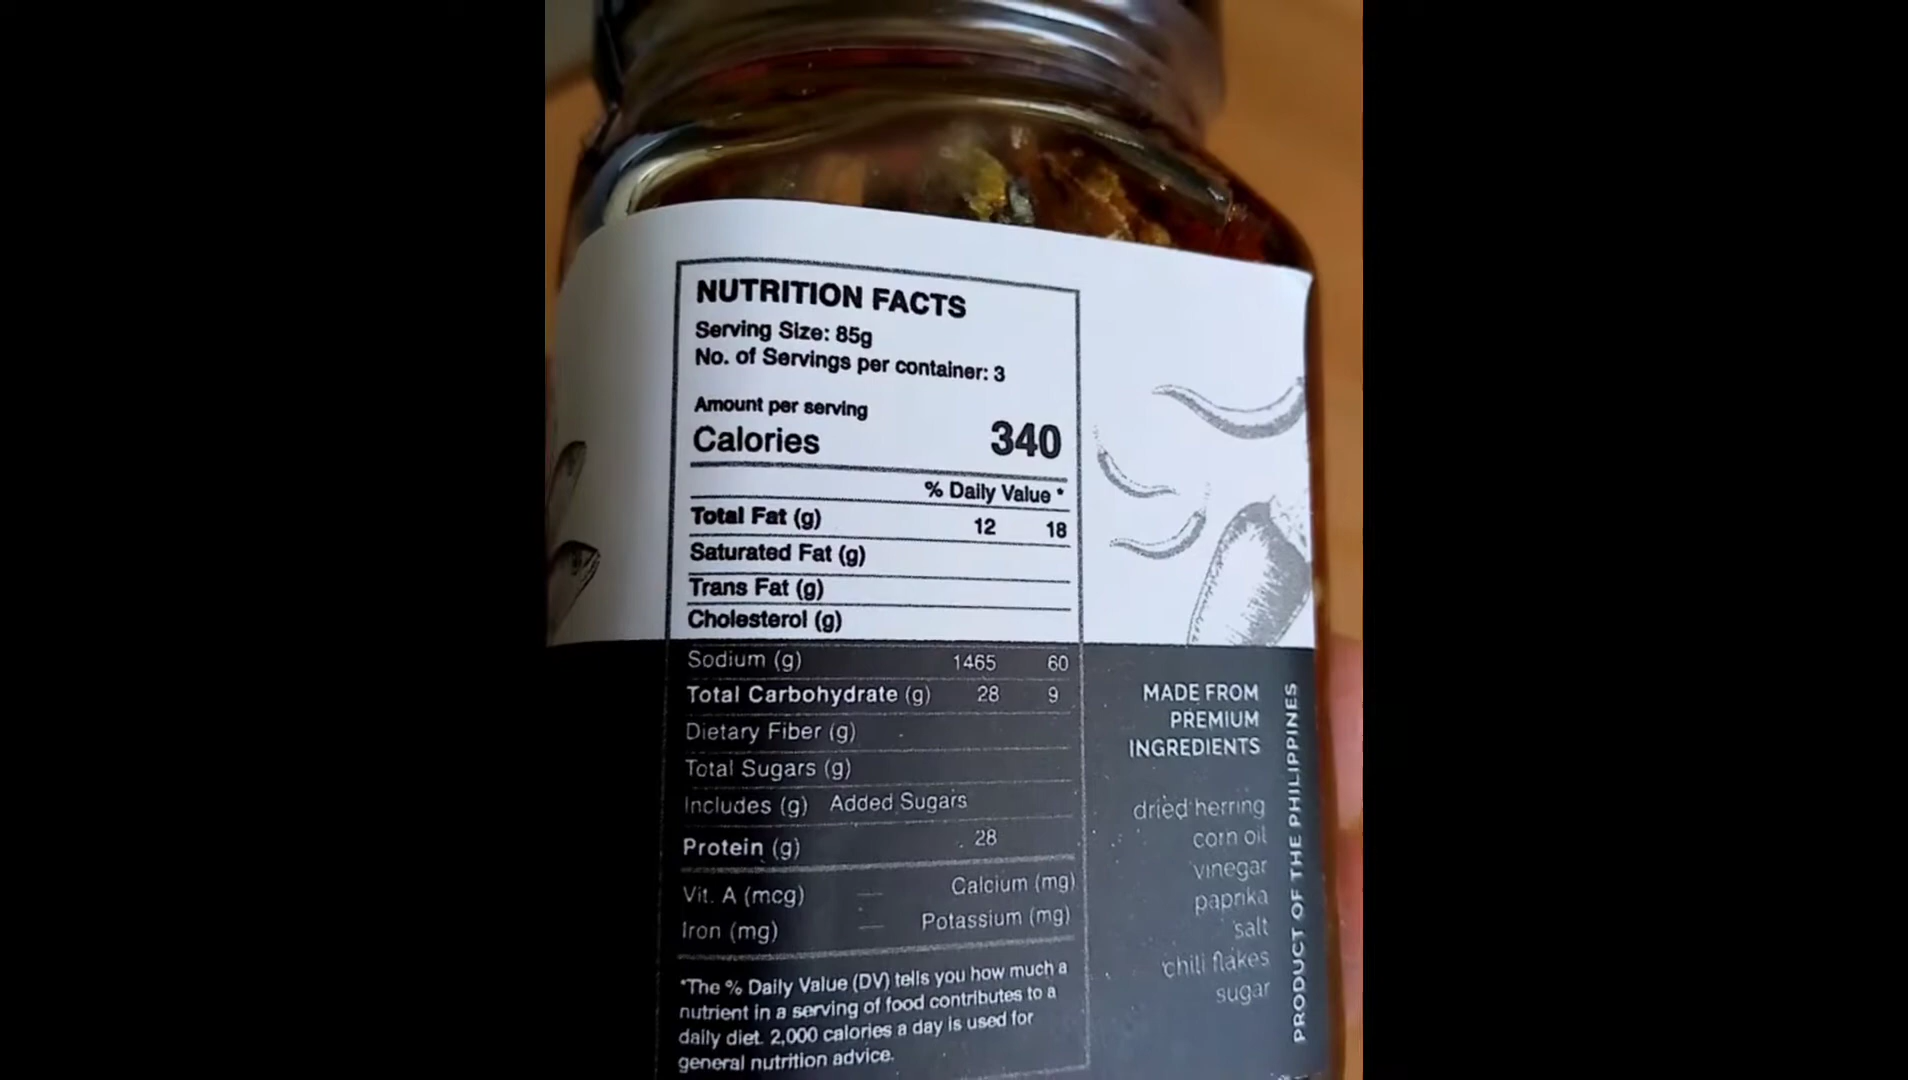 NUTRITION FACTS
Serving Size: 85g
No. of Servings per container: 3
Amount per serving
Calories 340
% Daily Value *
Total Fat (g) 12 18
Saturated Fat (g)
Trans Fat (g)
Cholesterol (g)
Sodium (g) 1465 60
Total Carbohydrate (g) 28 9
Dietary Fiber (g)
Total Sugars (g)
Includes (g) Added Sugars
Protein (g) 28
Vit. A (mcg) — Calcium (mg)
Iron (mg) — Potassium (mg)
*The % Daily Value (DV) tells you how much a
nutrient in a serving of food contributes to a
daily diet. 2,000 calories a day is used for
general nutrition advice.
MADE FROM
PREMIUM
INGREDIENTS
dried herring
corn oil
vinegar
paprika
salt
chili flakes
sugar
PRODUCT OF THE PHILIPPINES